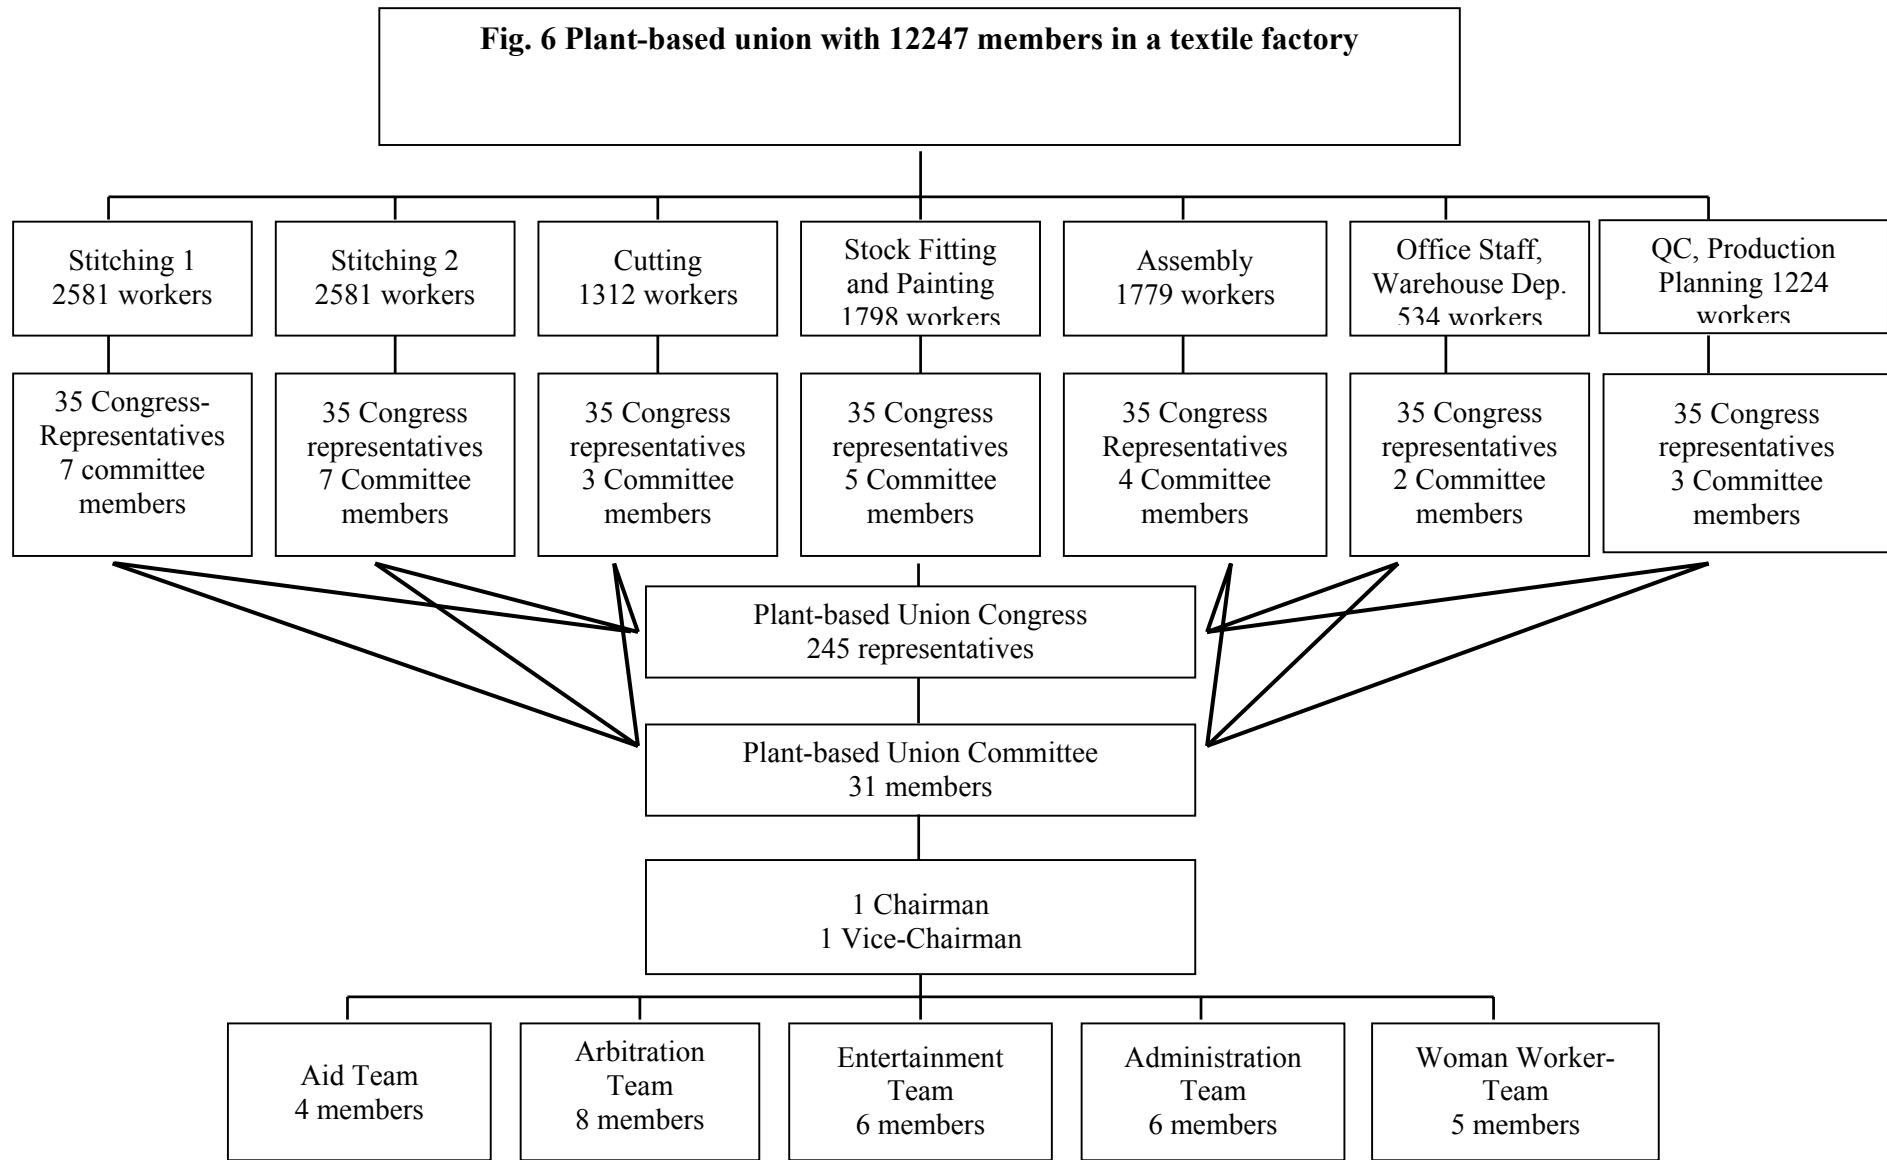 Fig. 6 Plant-based union with 12247 members in a textile factory
Stitching 1
2581 workers
Stitching 2
2581 workers
Cutting
1312 workers
Stock Fitting
and Painting
1798 workers
Assembly
1779 workers
Office Staff,
Warehouse Dep.
534 workers
QC, Production
Planning 1224
workers
35 Congress-
Representatives
7 committee
members
35 Congress
representatives
7 Committee
members
35 Congress
representatives
3 Committee
members
35 Congress
representatives
5 Committee
members
35 Congress
Representatives
4 Committee
members
35 Congress
representatives
2 Committee
members
35 Congress
representatives
3 Committee
members
Plant-based Union Congress
245 representatives
Plant-based Union Committee
31 members
1 Chairman
1 Vice-Chairman
Aid Team
4 members
Arbitration
Team
8 members
Entertainment
Team
6 members
Administration
Team
6 members
Woman Worker-
Team
5 members